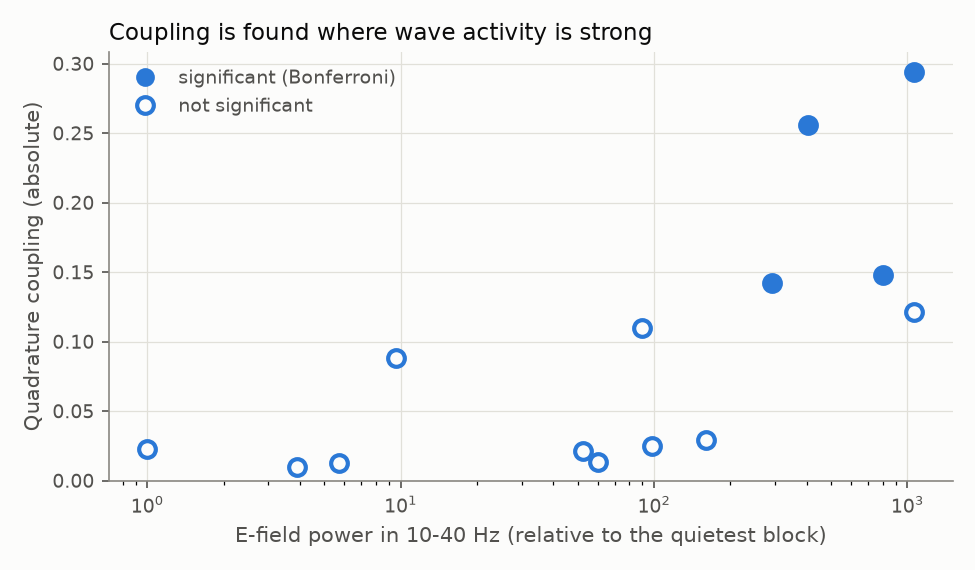 Coupling is found where wave activity is strong
significant (Bonferroni)
not significant
Quadrature coupling (absolute)
0.30
0.25
0.20
0.15
0.10
0.05
0.00
10⁰ 10¹ 10² 10³
E-field power in 10-40 Hz (relative to the quietest block)